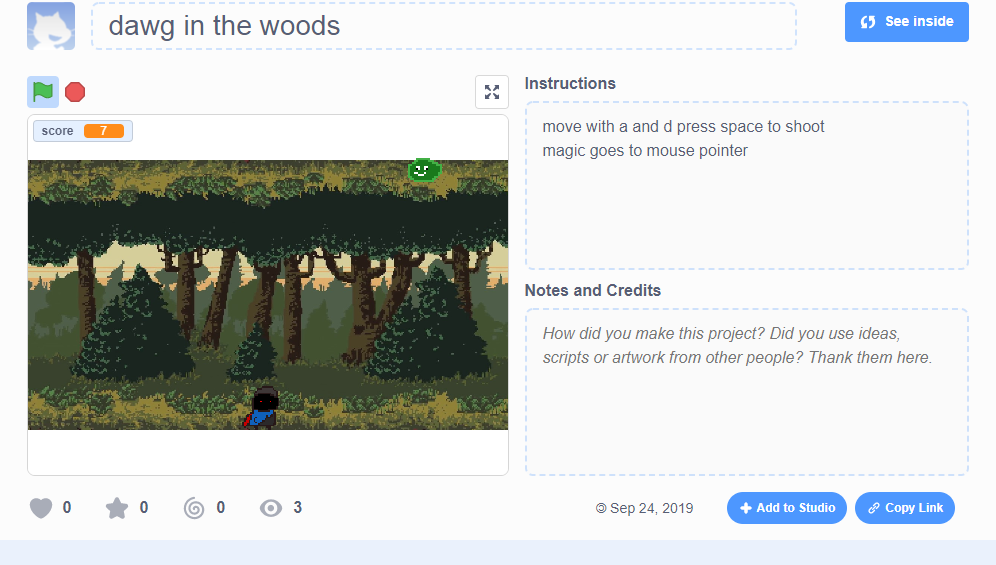 dawg in the woods
See inside
score 7
Instructions
move with a and d press space to shoot
magic goes to mouse pointer
Notes and Credits
How did you make this project? Did you use ideas,
scripts or artwork from other people? Thank them here.
0 0 0 3
© Sep 24, 2019
Add to Studio
Copy Link